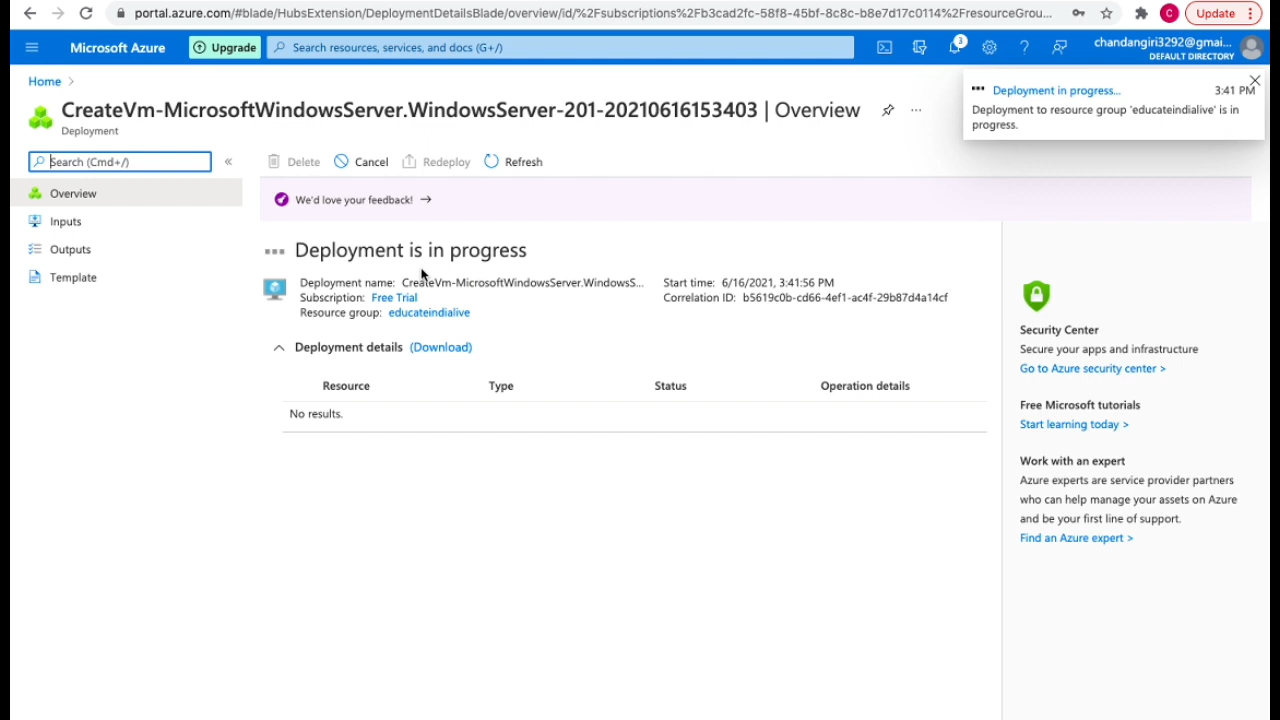 portal.azure.com/#blade/HubsExtension/DeploymentDetailsBlade/overview/id/%2Fsubscriptions%2Fb3cad2fc-58f8-45bf-8c8c-b8e7d17c0114%2FresourceGrou...
C
Update
Microsoft Azure
Upgrade
Search resources, services, and docs (G+/)
3
chandangiri3292@gmai...
DEFAULT DIRECTORY
Home >
CreateVm-MicrosoftWindowsServer.WindowsServer-201-20210616153403 | Overview
Deployment
Deployment in progress...
3:41 PM
Deployment to resource group 'educateindialive' is in
progress.
Search (Cmd+/)
«
Delete
Cancel
Redeploy
Refresh
Overview
Inputs
Outputs
Template
We'd love your feedback! →
Deployment is in progress
Deployment name: CreateVm-MicrosoftWindowsServer.WindowsS...
Subscription: Free Trial
Resource group: educateindialive
Start time: 6/16/2021, 3:41:56 PM
Correlation ID: b5619c0b-cd66-4ef1-ac4f-29b87d4a14cf
Deployment details (Download)
Resource
Type
Status
Operation details
No results.
Security Center
Secure your apps and infrastructure
Go to Azure security center >
Free Microsoft tutorials
Start learning today >
Work with an expert
Azure experts are service provider partners
who can help manage your assets on Azure
and be your first line of support.
Find an Azure expert >